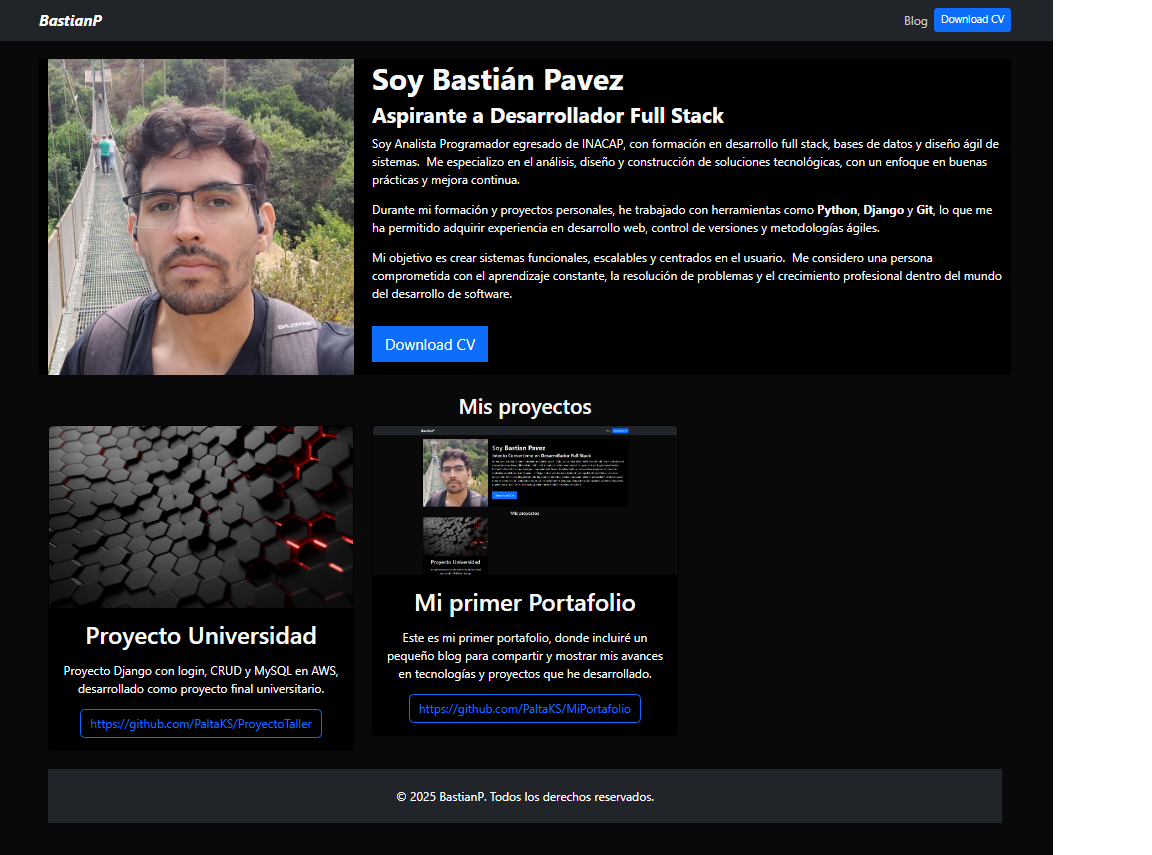 BastianP
Blog
Download CV
Soy Bastián Pavez
Aspirante a Desarrollador Full Stack
Soy Analista Programador egresado de INACAP, con formación en desarrollo full stack, bases de datos y diseño ágil de
sistemas. Me especializo en el análisis, diseño y construcción de soluciones tecnológicas, con un enfoque en buenas
prácticas y mejora continua.
Durante mi formación y proyectos personales, he trabajado con herramientas como Python, Django y Git, lo que me
ha permitido adquirir experiencia en desarrollo web, control de versiones y metodologías ágiles.
Mi objetivo es crear sistemas funcionales, escalables y centrados en el usuario. Me considero una persona
comprometida con el aprendizaje constante, la resolución de problemas y el crecimiento profesional dentro del mundo
del desarrollo de software.
Download CV
Mis proyectos
Proyecto Universidad
Proyecto Django con login, CRUD y MySQL en AWS,
desarrollado como proyecto final universitario.
https://github.com/PaltaKS/ProyectoTaller
Soy Bastian Pavez
Intento Convertirme en Desarrollador Full Stack
Mis proyectos
Proyecto Universidad
Mi primer Portafolio
Este es mi primer portafolio, donde incluiré un
pequeño blog para compartir y mostrar mis avances
en tecnologías y proyectos que he desarrollado.
https://github.com/PaltaKS/MiPortafolio
© 2025 BastianP. Todos los derechos reservados.